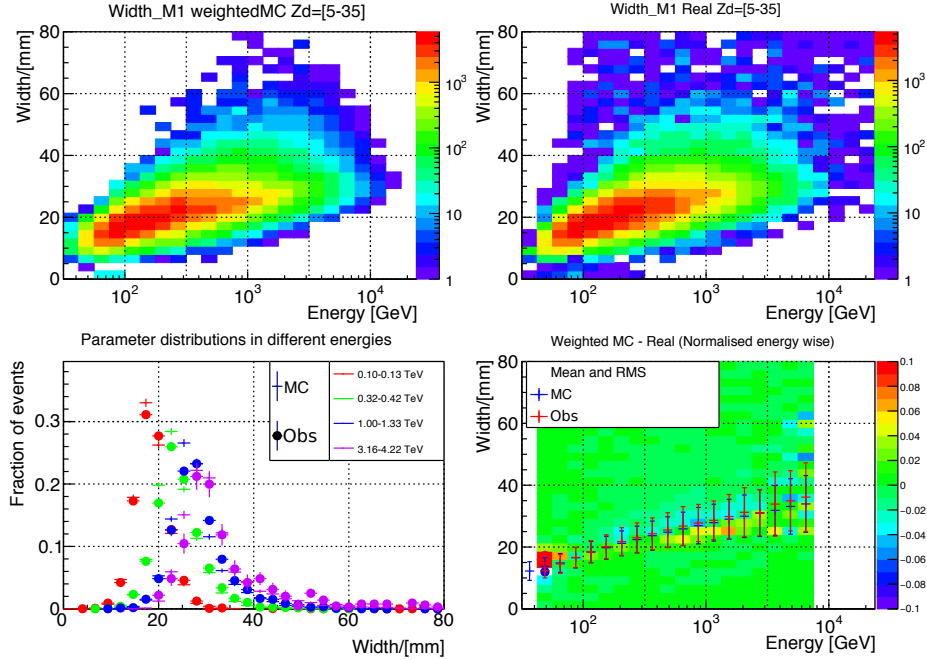 Width_M1 weightedMC Zd=[5-35]
Width/[mm]
80
60
40
20
0
10^2
10^3
10^4
Energy [GeV]
10^3
10^2
10
1
Width_M1 Real Zd=[5-35]
Width/[mm]
80
60
40
20
0
10^2
10^3
10^4
Energy [GeV]
10^3
10^2
10
1
Parameter distributions in different energies
Fraction of events
0.3
0.2
0.1
0
MC
Obs
0.10-0.13 TeV
0.32-0.42 TeV
1.00-1.33 TeV
3.16-4.22 TeV
0
20
40
60
80
Width/[mm]
Weighted MC - Real (Normalised energy wise)
Width/[mm]
80
60
40
20
0
Mean and RMS
MC
Obs
10^2
10^3
10^4
Energy [GeV]
0.1
0.08
0.06
0.04
0.02
0
-0.02
-0.04
-0.06
-0.08
-0.1